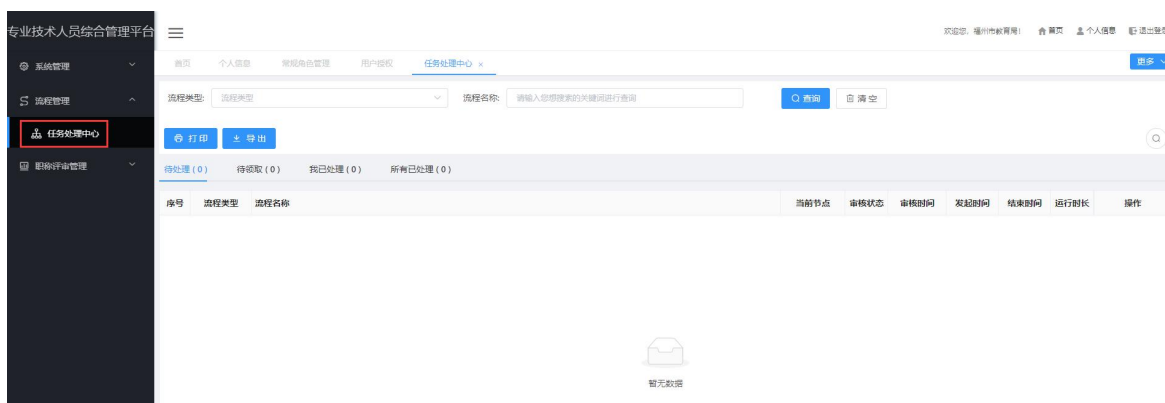 专业技术人员综合管理平台
欢迎您, 福州市教育局! 首页 个人信息 退出登录
系统管理
首页 个人信息 常规角色管理 用户授权 任务处理中心 × 更多
流程管理
流程类型: 流程类型 流程名称: 请输入您想搜索的关键词进行查询 查询 清空
任务处理中心
打印 导出
职称评审管理
待处理(0) 待领取(0) 我已处理(0) 所有已处理(0)
序号 流程类型 流程名称 当前节点 审核状态 审核时间 发起时间 结束时间 运行时长 操作
暂无数据